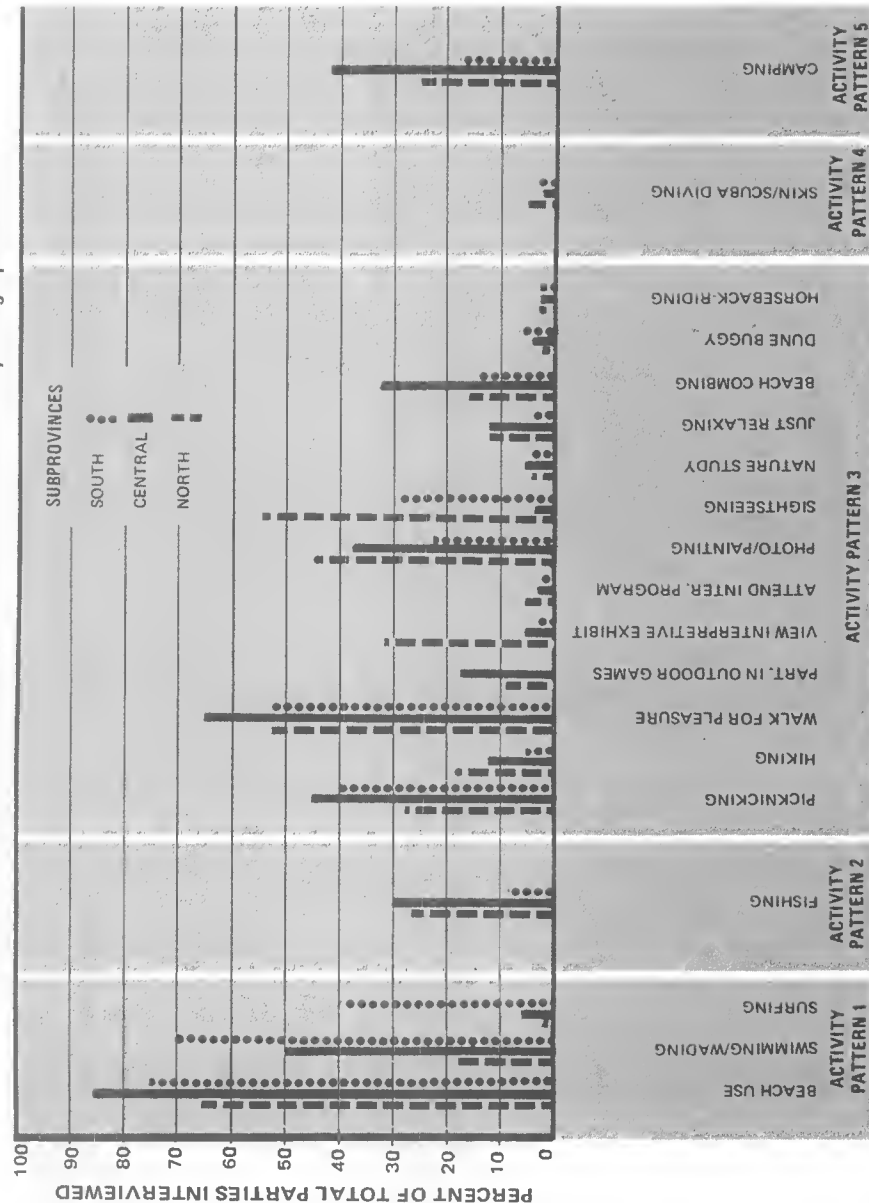 PERCENT OF TOTAL PARTIES INTERVIEWED
100
90
80
70
60
50
40
30
20
10
0
SUBPROVINCES
SOUTH
CENTRAL
NORTH
BEACH USE
SWIMMING/WADING
SURFING
ACTIVITY
PATTERN 1
FISHING
ACTIVITY
PATTERN 2
PICKNICKING
HIKING
WALK FOR PLEASURE
PART. IN OUTDOOR GAMES
VIEW INTERPRETIVE EXHIBIT
ATTEND INTER. PROGRAM
PHOTO/PAINTING
SIGHTSEEING
NATURE STUDY
JUST RELAXING
BEACH COMBING
DUNE BUGGY
HORSEBACK-RIDING
ACTIVITY PATTERN 3
SKIN/SCUBA DIVING
ACTIVITY
PATTERN 4
CAMPING
ACTIVITY
PATTERN 5